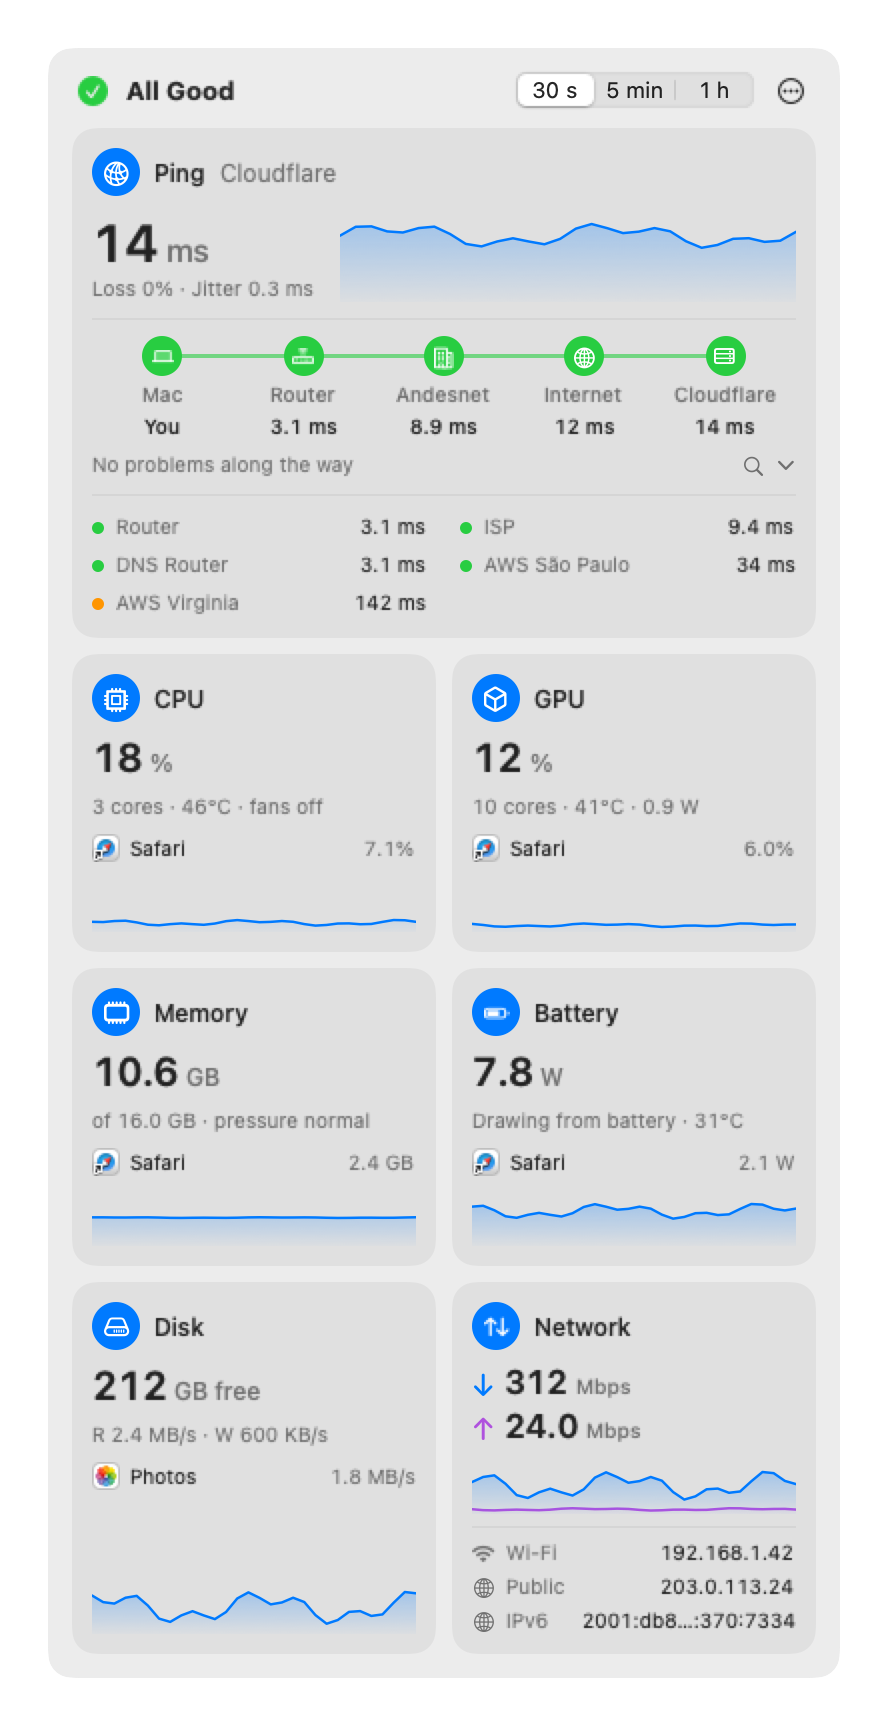 All Good
30 s 5 min 1 h
Ping Cloudflare
14 ms
Loss 0% · Jitter 0.3 ms
Mac Router Andesnet Internet Cloudflare
You 3.1 ms 8.9 ms 12 ms 14 ms
No problems along the way
Router 3.1 ms ISP 9.4 ms
DNS Router 3.1 ms AWS São Paulo 34 ms
AWS Virginia 142 ms
CPU
18 %
3 cores · 46°C · fans off
Safari 7.1%
GPU
12 %
10 cores · 41°C · 0.9 W
Safari 6.0%
Memory
10.6 GB
of 16.0 GB · pressure normal
Safari 2.4 GB
Battery
7.8 W
Drawing from battery · 31°C
Safari 2.1 W
Disk
212 GB free
R 2.4 MB/s · W 600 KB/s
Photos 1.8 MB/s
Network
↓ 312 Mbps
↑ 24.0 Mbps
Wi-Fi 192.168.1.42
Public 203.0.113.24
IPv6 2001:db8...:370:7334